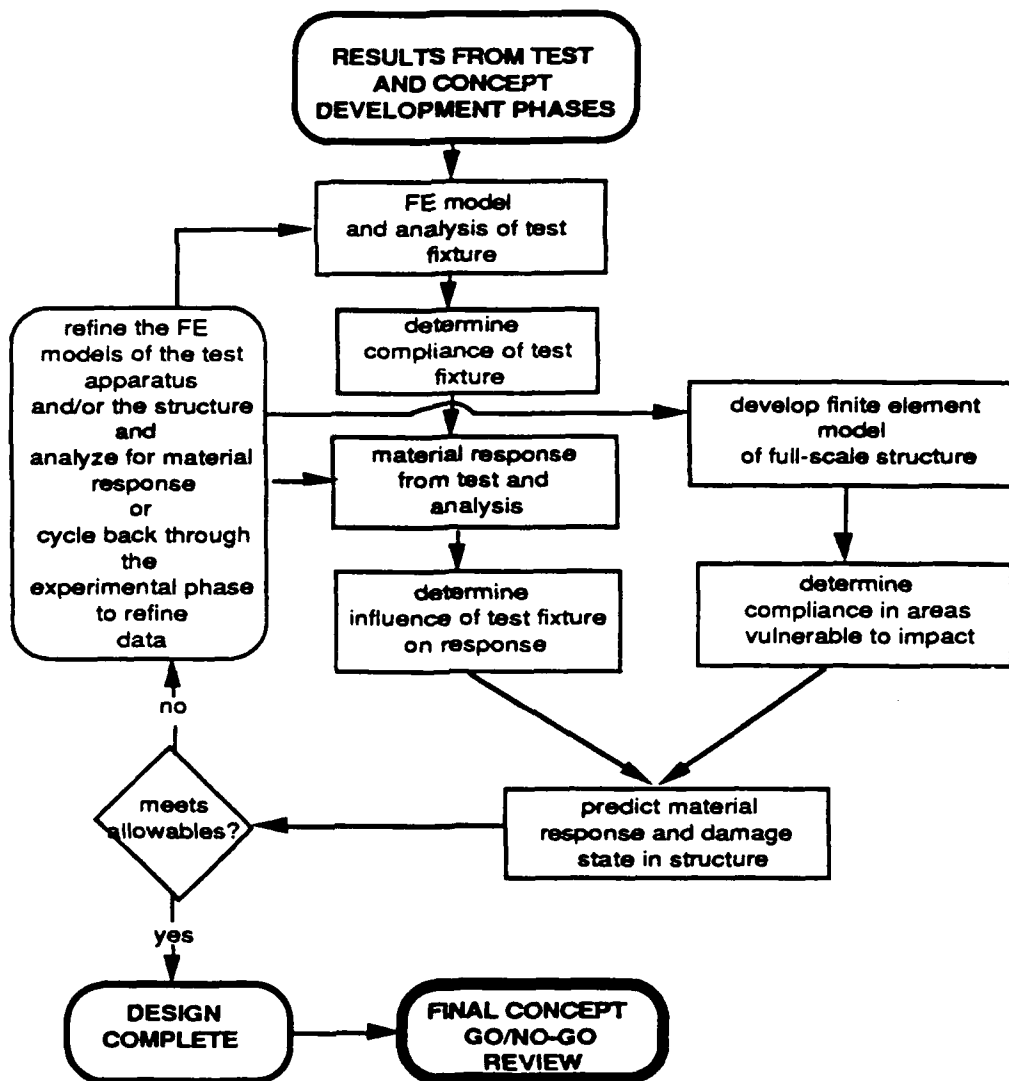 RESULTS FROM TEST
AND CONCEPT
DEVELOPMENT PHASES
FE model
and analysis of test
fixture
determine
compliance of test
fixture
refine the FE
models of the test
apparatus
and/or the structure
and
analyze for material
response
or
cycle back through
the
experimental phase
to refine
data
develop finite element
model
of full-scale structure
material response
from test and
analysis
determine
influence of test fixture
on response
determine
compliance in areas
vulnerable to impact
no
meets
allowables?
predict material
response and damage
state in structure
yes
DESIGN
COMPLETE
FINAL CONCEPT
GO/NO-GO
REVIEW